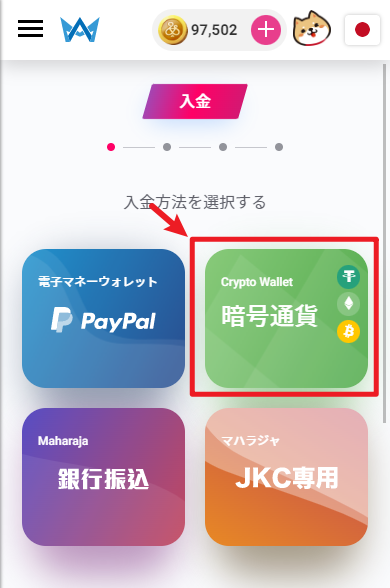 97,502
入金
入金方法を選択する
電子マネーウォレット
PayPal
Crypto Wallet
暗号通貨
Maharaja
銀行振込
マハラジャ
JKC専用